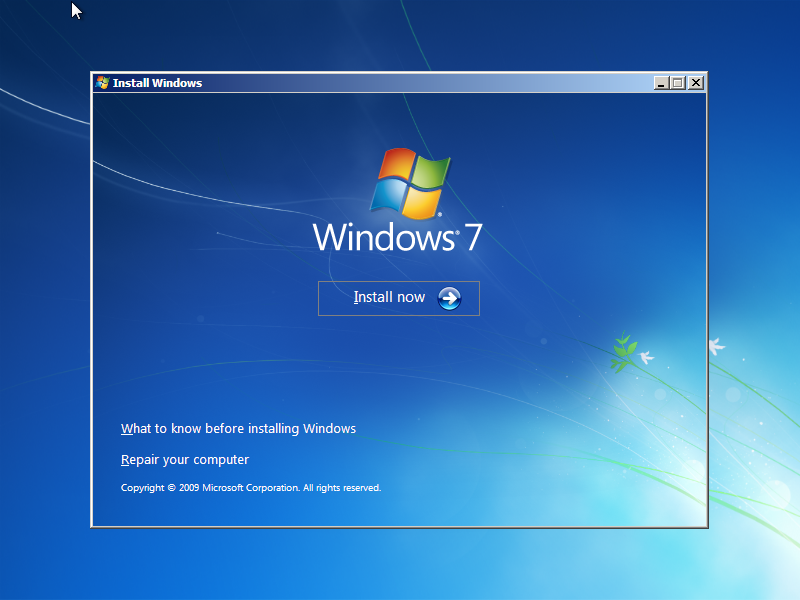 Install Windows
Windows® 7
Install now
What to know before installing Windows
Repair your computer
Copyright © 2009 Microsoft Corporation. All rights reserved.